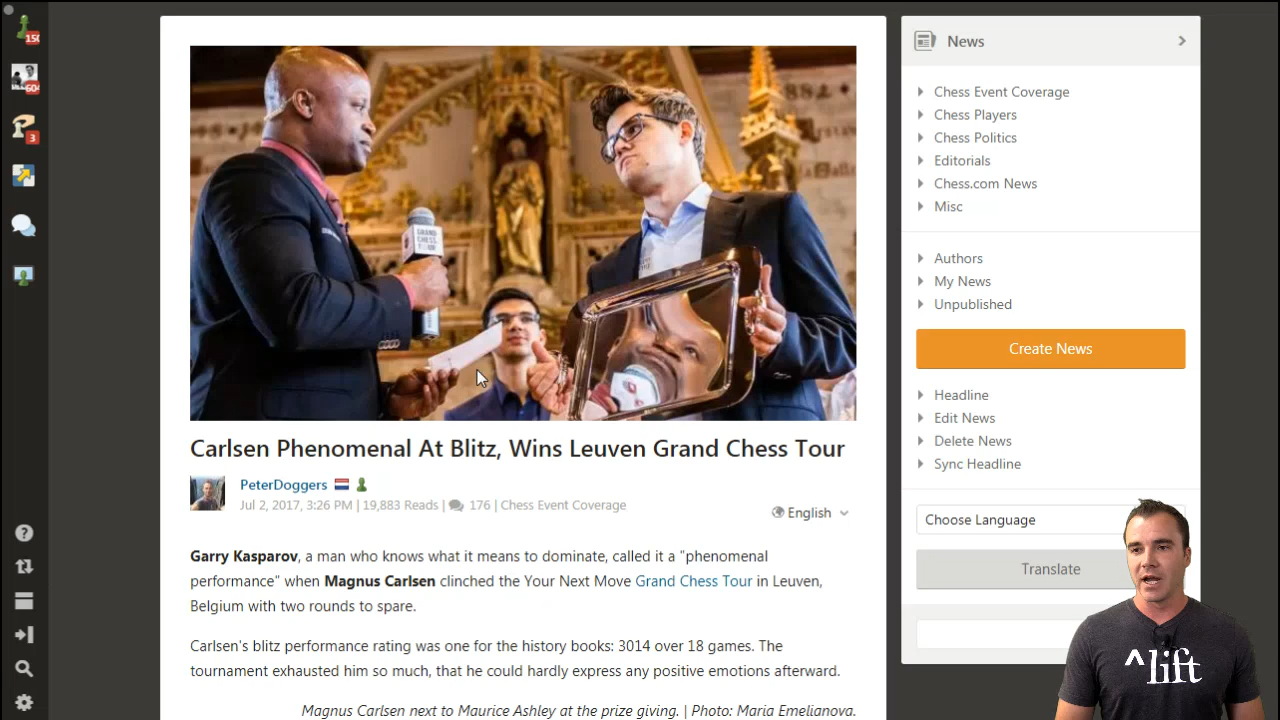 150
604
3
GRAND
CHESS
TOUR
Carlsen Phenomenal At Blitz, Wins Leuven Grand Chess Tour
PeterDoggers
Jul 2, 2017, 3:26 PM | 19,883 Reads | 176 | Chess Event Coverage
English
Garry Kasparov, a man who knows what it means to dominate, called it a "phenomenal
performance" when Magnus Carlsen clinched the Your Next Move Grand Chess Tour in Leuven,
Belgium with two rounds to spare.
Carlsen's blitz performance rating was one for the history books: 3014 over 18 games. The
tournament exhausted him so much, that he could hardly express any positive emotions afterward.
Magnus Carlsen next to Maurice Ashley at the prize giving. | Photo: Maria Emelianova.
News
Chess Event Coverage
Chess Players
Chess Politics
Editorials
Chess.com News
Misc
Authors
My News
Unpublished
Create News
Headline
Edit News
Delete News
Sync Headline
Choose Language
Translate
^lift